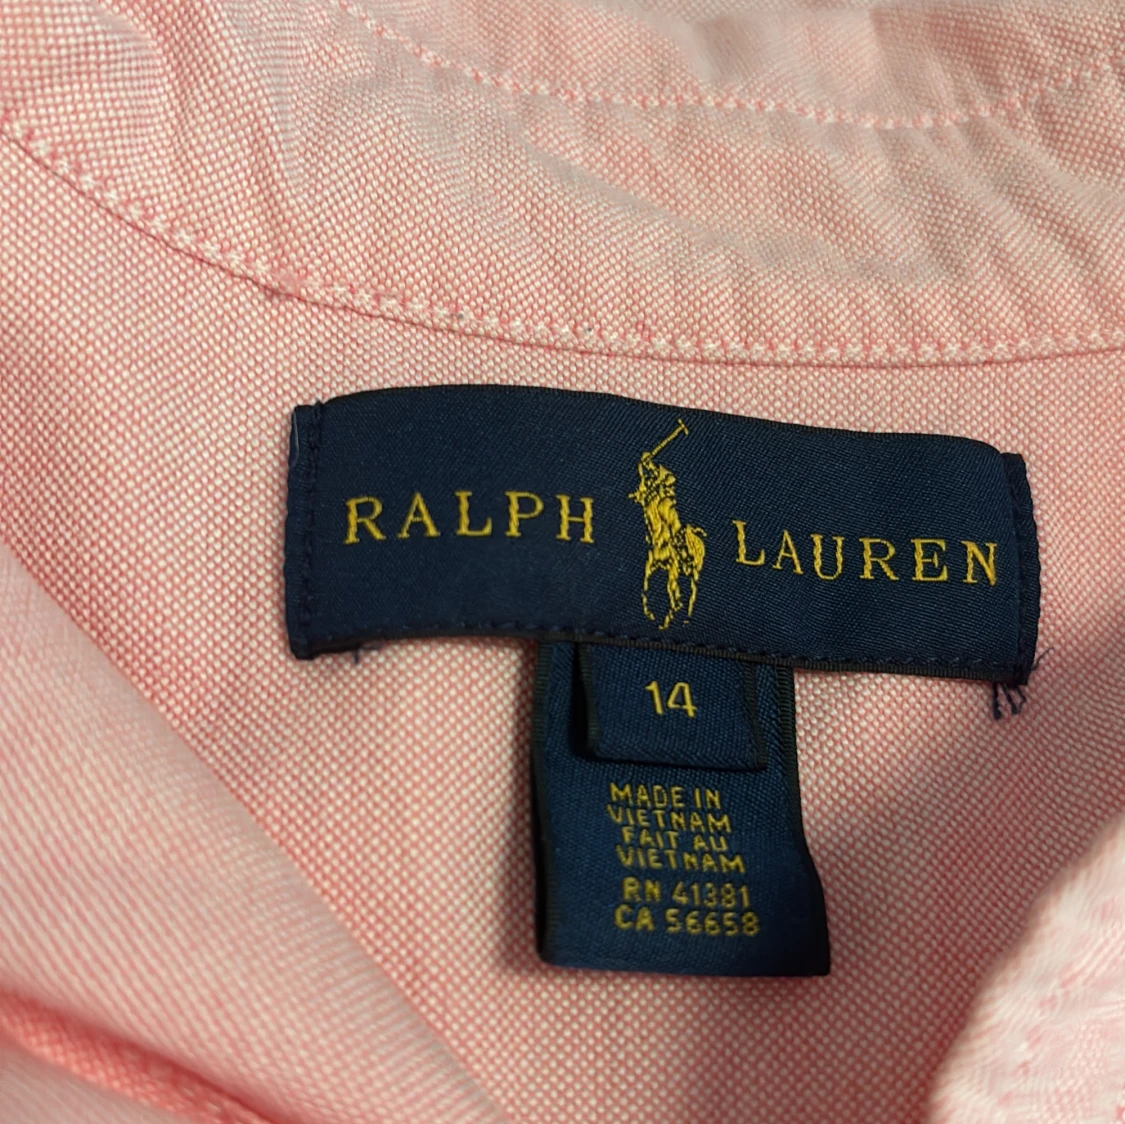 RALPH LAUREN
14
MADE IN
VIETNAM
FAIT AU
VIETNAM
RN 41381
CA 56658